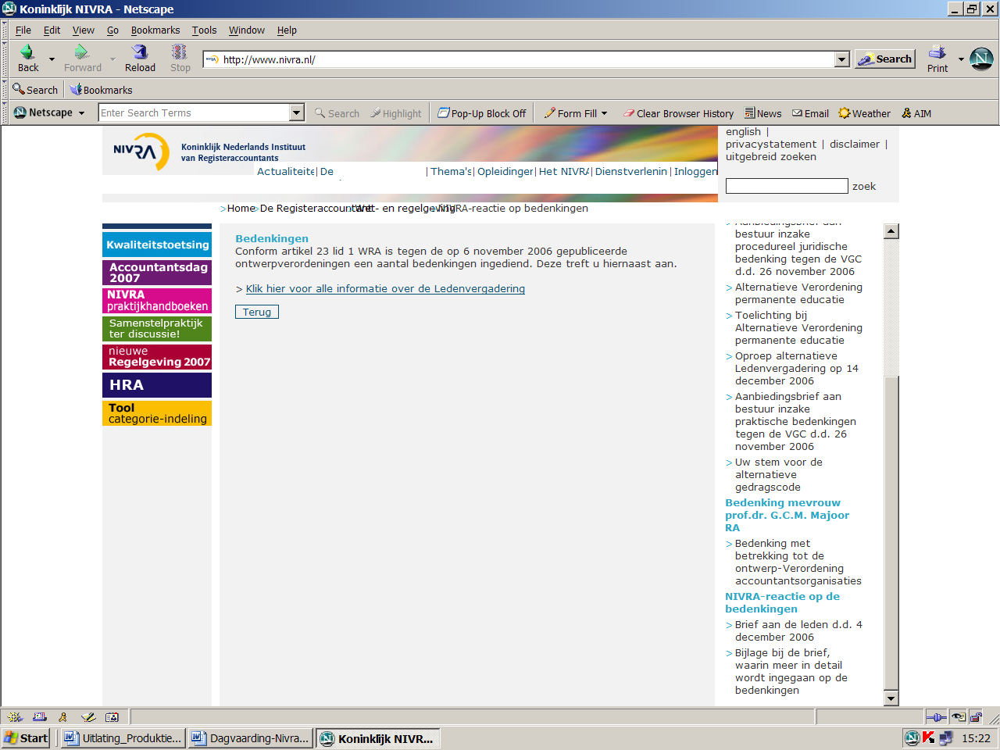 Koninklijk NIVRA - Netscape
File Edit View Go Bookmarks Tools Window Help
Back Forward Reload Stop http://www.nivra.nl/ Search Print
Search Bookmarks
Netscape Enter Search Terms Search Highlight Pop-Up Block Off Form Fill Clear Browser History News Email Weather AIM
NIVRA
Koninklijk Nederlands Instituut
van Registeraccountants
Actualiteite | De | Thema's | Opleidingen | Het NIVRA | Dienstverlenin | Inloggen
english |
privacystatement | disclaimer |
uitgebreid zoeken
zoek
>Home >De Registeraccountant >Wet- en regelgeving >NIVRA-reactie op bedenkingen
Kwaliteitstoetsing
Accountantsdag
2007
NIVRA
praktijkhandboeken
Samenstelpraktijk
ter discussie!
nieuwe
Regelgeving 2007
HRA
Tool
categorie-indeling
Bedenkingen
Conform artikel 23 lid 1 WRA is tegen de op 6 november 2006 gepubliceerde
ontwerpverordeningen een aantal bedenkingen ingediend. Deze treft u hiernaast aan.
> Klik hier voor alle informatie over de Ledenvergadering
Terug
> Aanbiedingsbrief aan
bestuur inzake
procedureel juridische
bedenking tegen de VGC
d.d. 26 november 2006
> Alternatieve Verordening
permanente educatie
> Toelichting bij
Alternatieve Verordening
permanente educatie
> Oproep alternatieve
Ledenvergadering op 14
december 2006
> Aanbiedingsbrief aan
bestuur inzake
praktische bedenkingen
tegen de VGC d.d. 26
november 2006
> Uw stem voor de
alternatieve
gedragscode
Bedenking mevrouw
prof.dr. G.C.M. Majoor
RA
> Bedenking met
betrekking tot de
ontwerp-Verordening
accountantsorganisaties
NIVRA-reactie op de
bedenkingen
> Brief aan de leden d.d. 4
december 2006
> Bijlage bij de brief,
waarin meer in detail
wordt ingegaan op de
bedenkingen
Start Uitlating_Produktie... Dagvaarding-Nivra... Koninklijk NIVR... 15:22